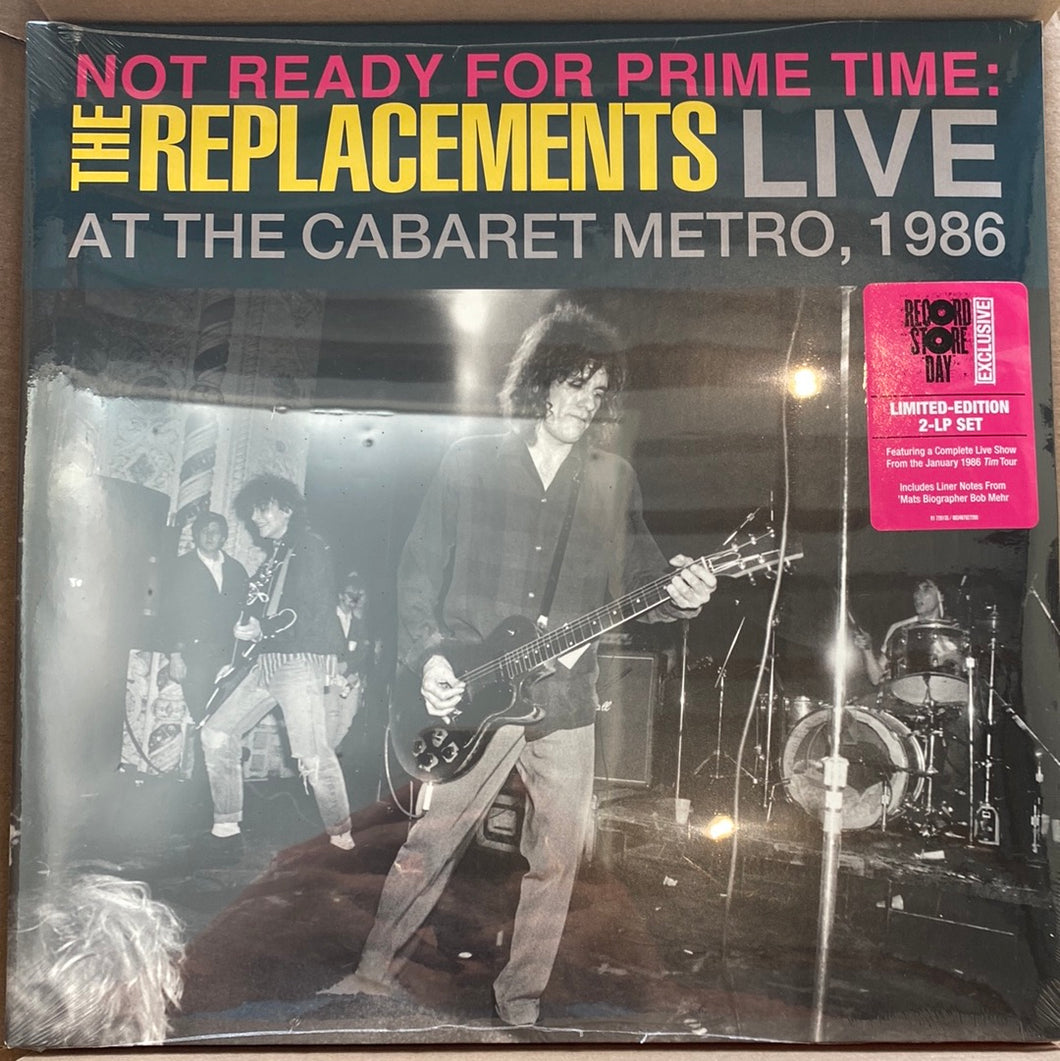 NOT READY FOR PRIME TIME:
THE REPLACEMENTS LIVE
AT THE CABARET METRO, 1986
RECORD
STORE
DAY
EXCLUSIVE
LIMITED-EDITION
2-LP SET
Featuring a Complete Live Show
From the January 1986 Tim Tour
Includes Liner Notes From
'Mats Biographer Bob Mehr